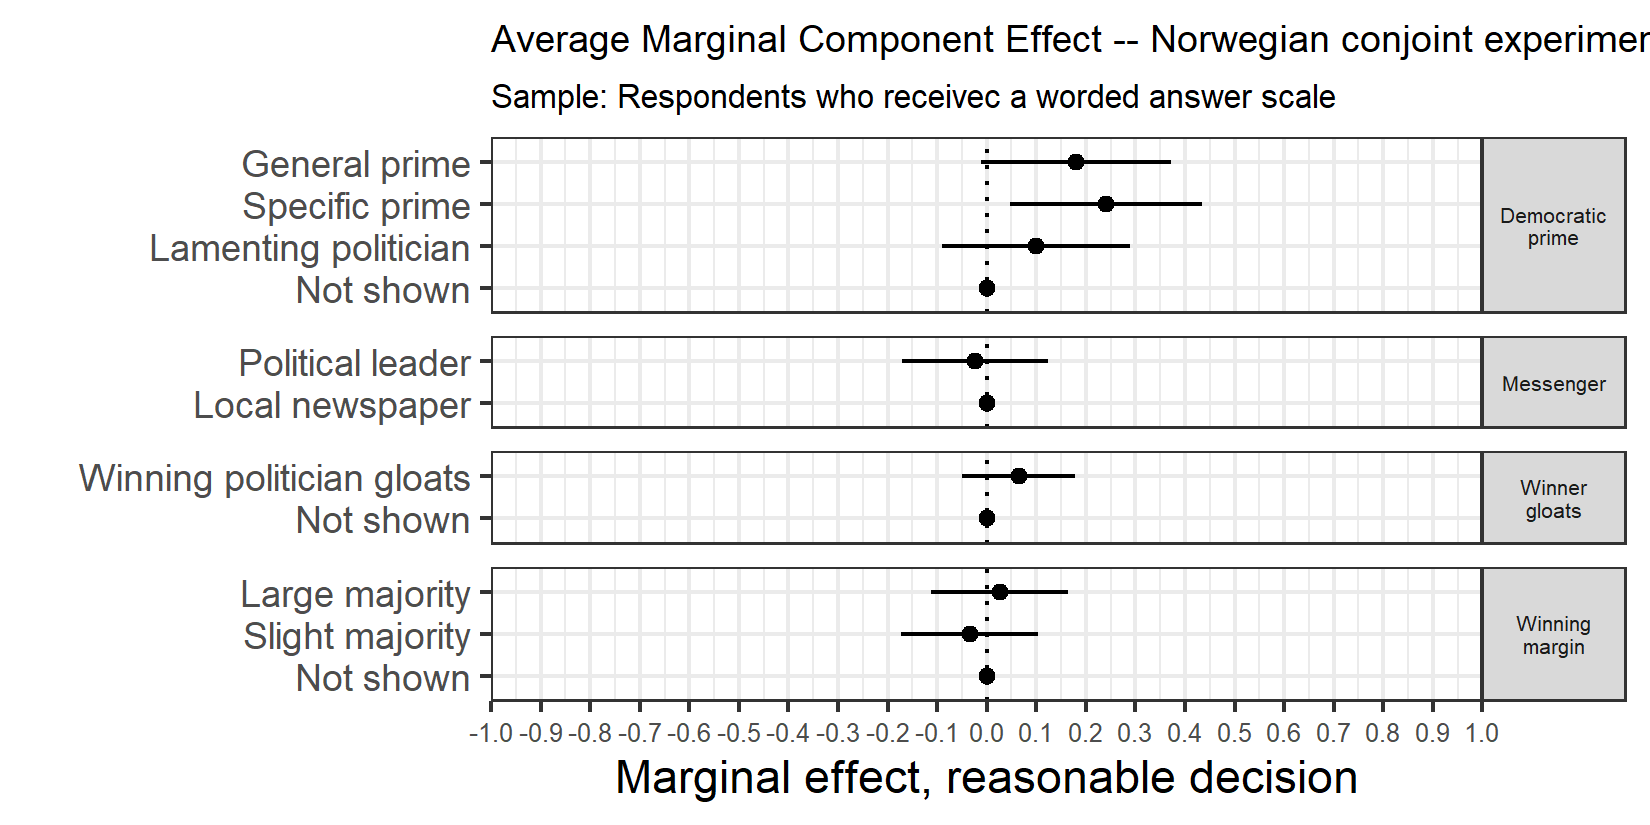 Average Marginal Component Effect -- Norwegian conjoint experimen
Sample: Respondents who receivec a worded answer scale
General prime
Specific prime
Lamenting politician
Not shown
Democratic
prime
Political leader
Local newspaper
Messenger
Winning politician gloats
Not shown
Winner
gloats
Large majority
Slight majority
Not shown
Winning
margin
-1.0 -0.9 -0.8 -0.7 -0.6 -0.5 -0.4 -0.3 -0.2 -0.1 0.0 0.1 0.2 0.3 0.4 0.5 0.6 0.7 0.8 0.9 1.0
Marginal effect, reasonable decision